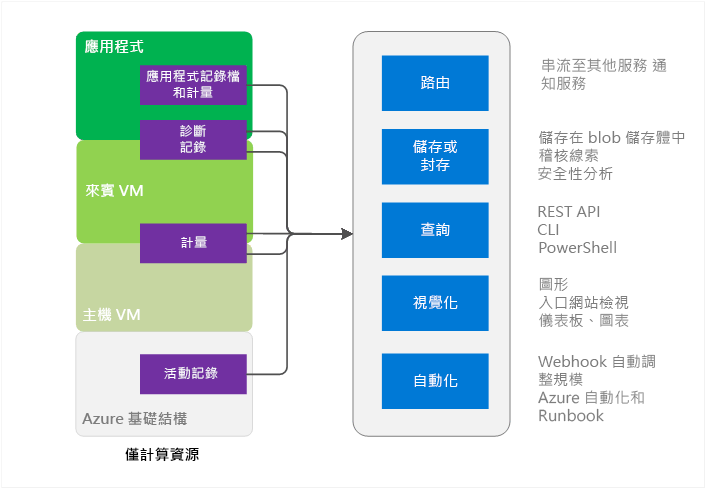 應用程式
應用程式記錄檔
和計量
診斷
記錄
來賓 VM
計量
主機 VM
活動記錄
Azure 基礎結構
僅計算資源
路由
儲存或
封存
查詢
視覺化
自動化
串流至其他服務 通
知服務
儲存在 blob 儲存體中
稽核線索
安全性分析
REST API
CLI
PowerShell
圖形
入口網站檢視
儀表板、圖表
Webhook 自動調
整規模
Azure 自動化和
Runbook